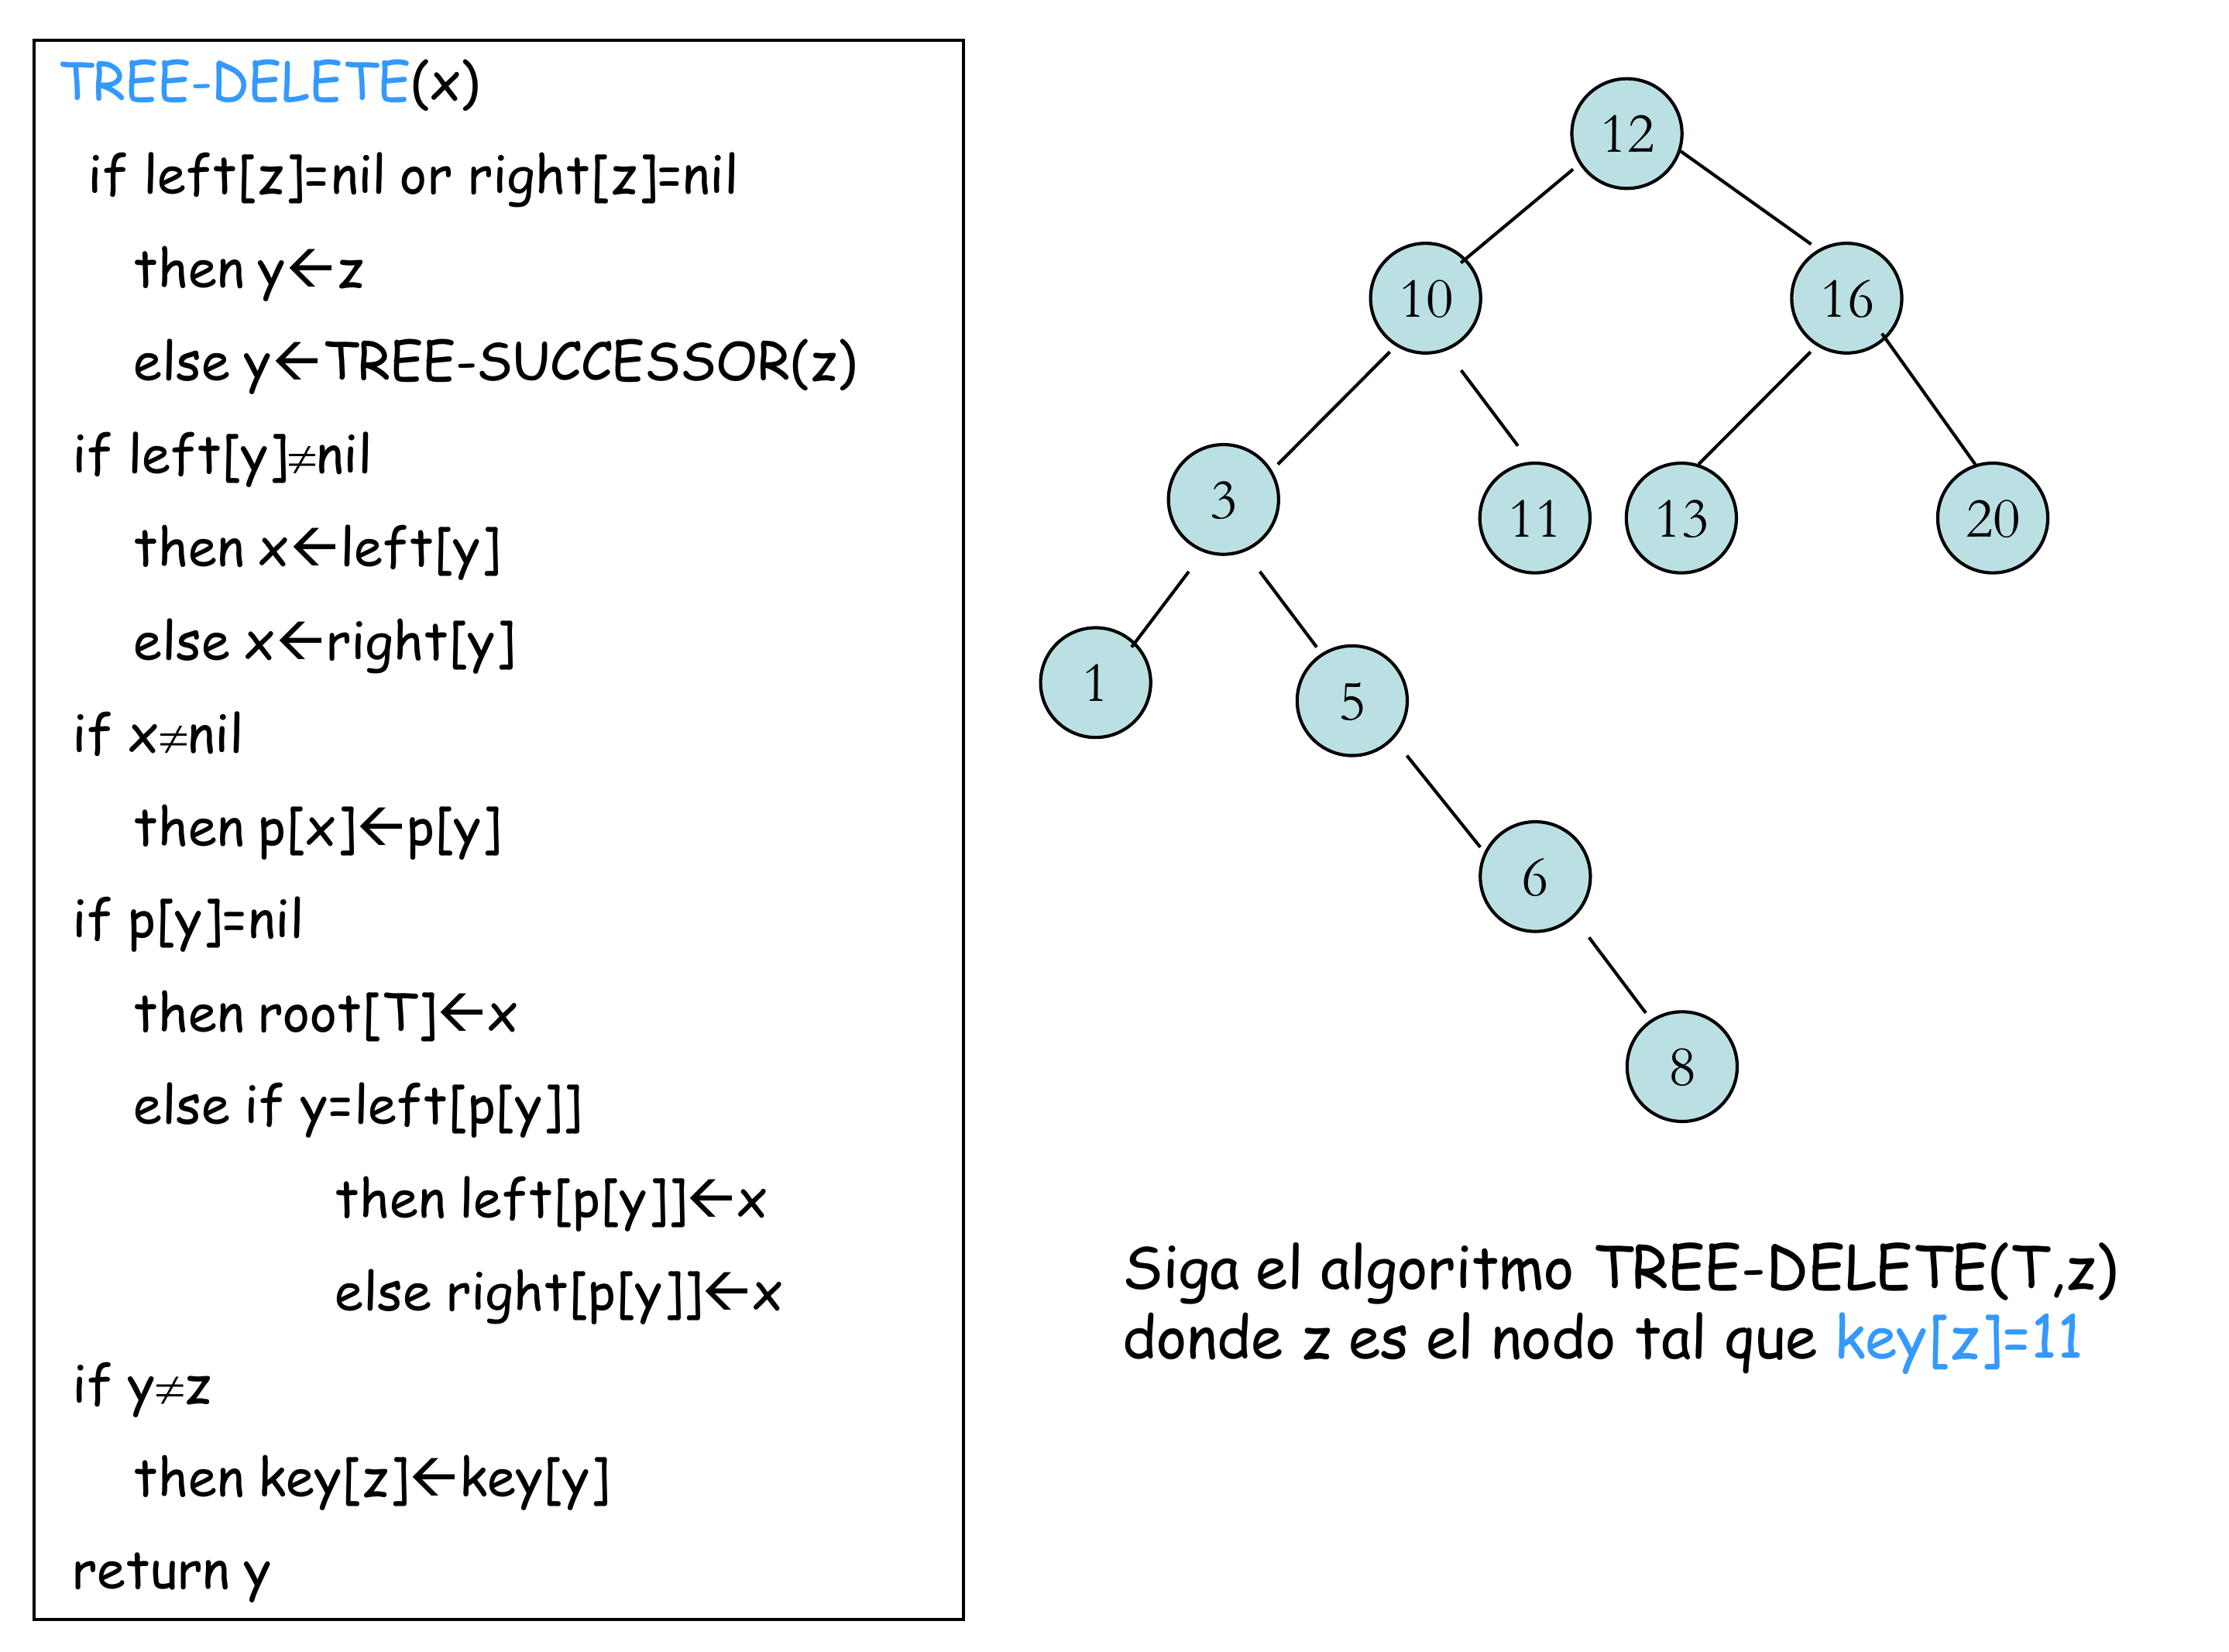 TREE-DELETE(x)
if left[z]=nil or right[z]=nil
then y←z
else y←TREE-SUCCESSOR(z)
if left[y]≠nil
then x←left[y]
else x←right[y]
if x≠nil
then p[x]←p[y]
if p[y]=nil
then root[T]←x
else if y=left[p[y]]
then left[p[y]]←x
else right[p[y]]←x
if y≠z
then key[z]←key[y]
return y
12
10 16
3 11 13 20
1 5
6
8
Siga el algoritmo TREE-DELETE(T,z)
donde z es el nodo tal que key[z]=11